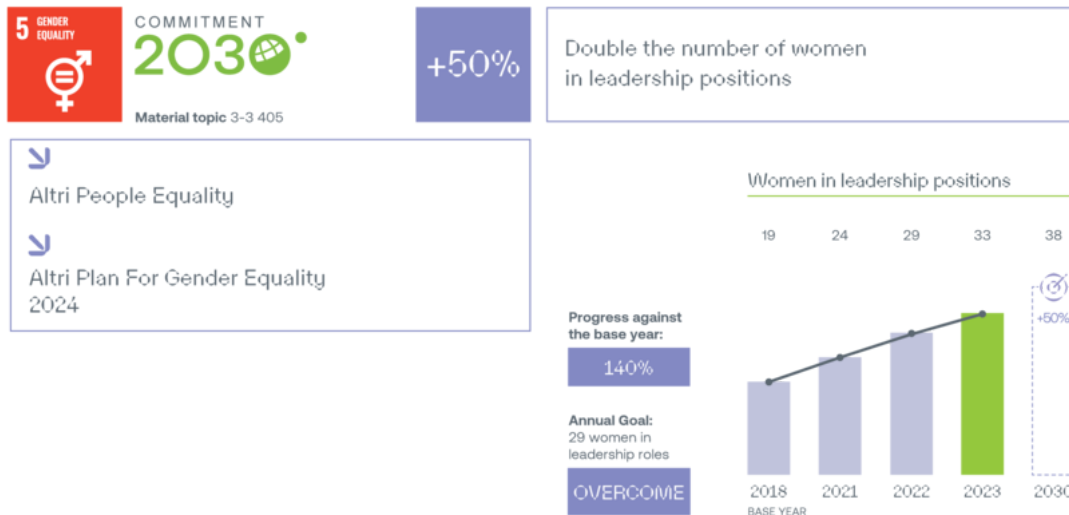 5 GENDER
EQUALITY
COMMITMENT
2030
Material topic 3-3 405
+50%
Double the number of women
in leadership positions
Altri People Equality
Altri Plan For Gender Equality
2024
Women in leadership positions
19 24 29 33 38
+50%
Progress against
the base year:
140%
Annual Goal:
29 women in
leadership roles
OVERCOME
2018 2021 2022 2023 2030
BASE YEAR